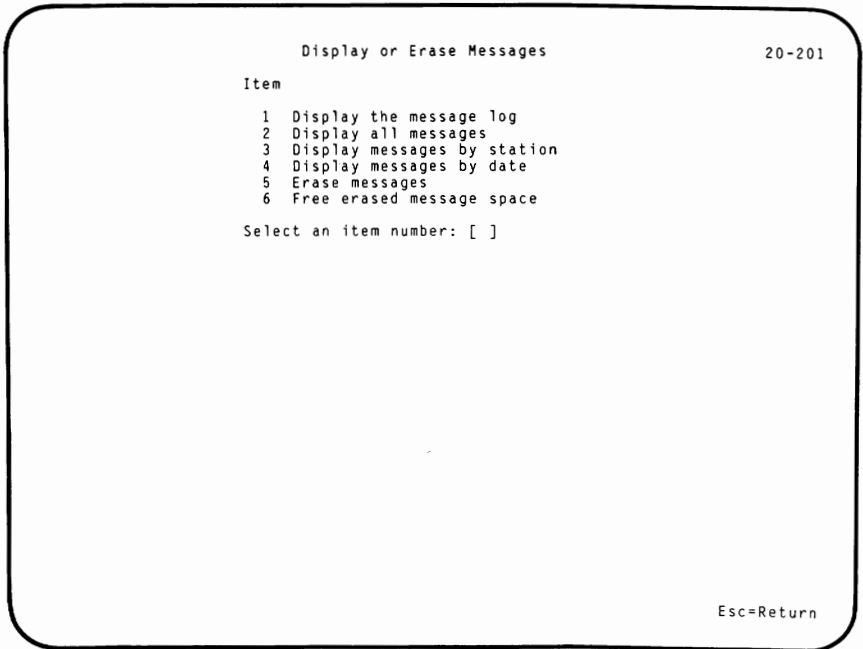 Display or Erase Messages 20-201
Item
1 Display the message log
2 Display all messages
3 Display messages by station
4 Display messages by date
5 Erase messages
6 Free erased message space
Select an item number: [ ]
Esc=Return